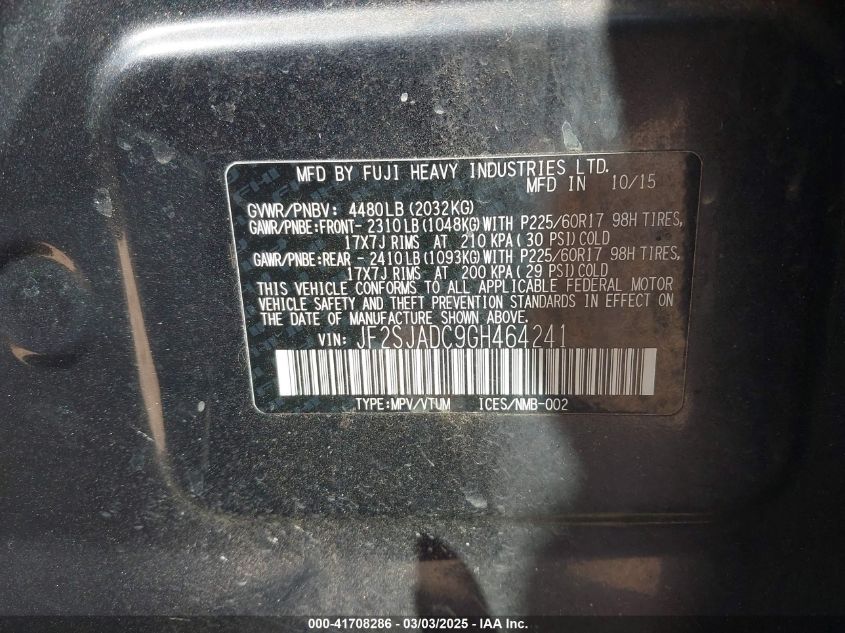 MFD BY FUJI HEAVY INDUSTRIES LTD.
MFD IN 10/15
GVWR/PNBV: 4480LB (2032KG)
GAWR/PNBE:FRONT- 2310LB (1048KG) WITH P225/60R17 98H TIRES,
17X7J RIMS AT 210 KPA ( 30 PSI) COLD
GAWR/PNBE:REAR - 2410LB (1093KG) WITH P225/60R17 98H TIRES,
17X7J RIMS AT 200 KPA ( 29 PSI) COLD
THIS VEHICLE CONFORMS TO ALL APPLICABLE FEDERAL MOTOR
VEHICLE SAFETY AND THEFT PREVENTION STANDARDS IN EFFECT ON
THE DATE OF MANUFACTURE SHOWN ABOVE.
VIN: JF2SJADC9GH464241
TYPE:MPV/VTUM ICES/NMB-002
000-41708286 - 03/03/2025 - IAA Inc.